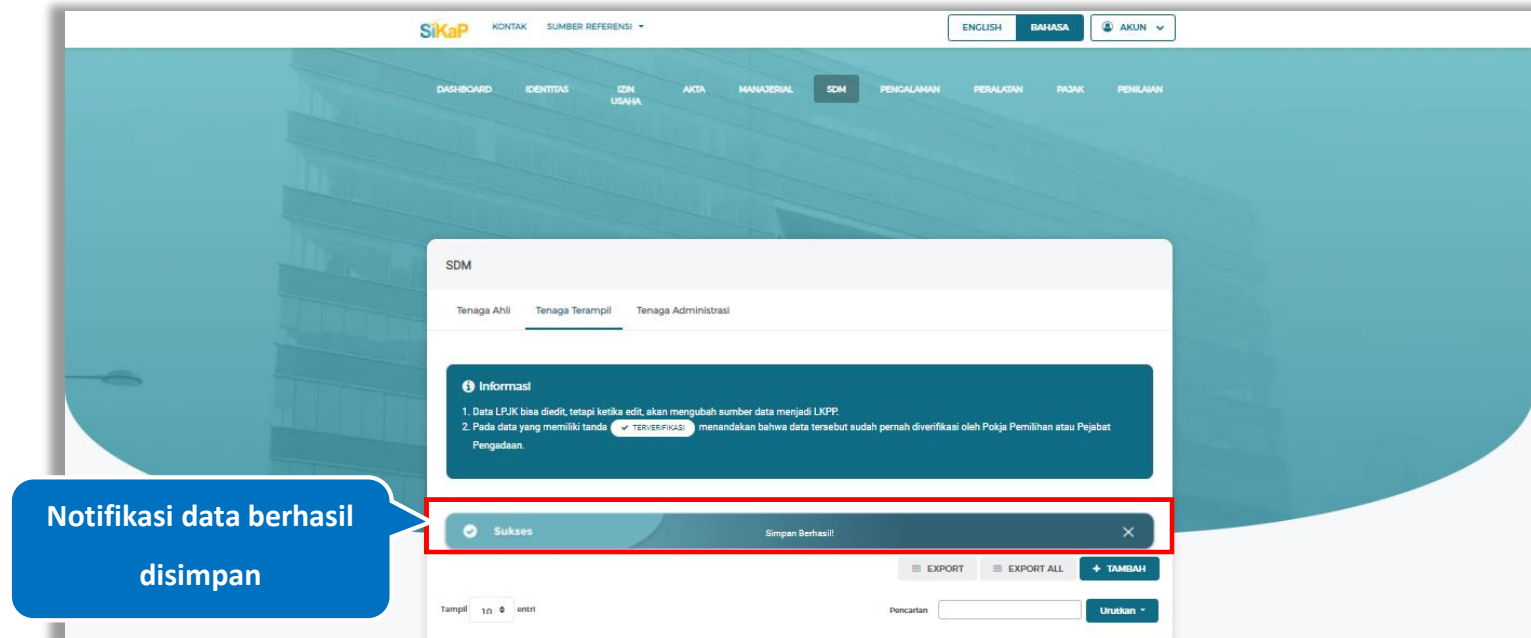 SiKaP KONTAK SUMBER REFERENSI ENGLISH BAHASA AKUN
DASHBOARD IDENTITAS IZIN USAHA AKTA MANAJERIAL SDM PENGALAMAN PERALATAN PAJAK PENILAIAN
SDM
Tenaga Ahli Tenaga Terampil Tenaga Administrasi
Informasi
1. Data LPJK bisa diedit, tetapi ketika edit, akan mengubah sumber data menjadi LKPP.
2. Pada data yang memiliki tanda TERVERIFIKASI menandakan bahwa data tersebut sudah pernah diverifikasi oleh Pokja Pemilihan atau Pejabat
Pengadaan.
Notifikasi data berhasil
disimpan
Sukses Simpan Berhasil!
EXPORT EXPORT ALL + TAMBAH
Tampil 10 entri Pencarian Urutkan